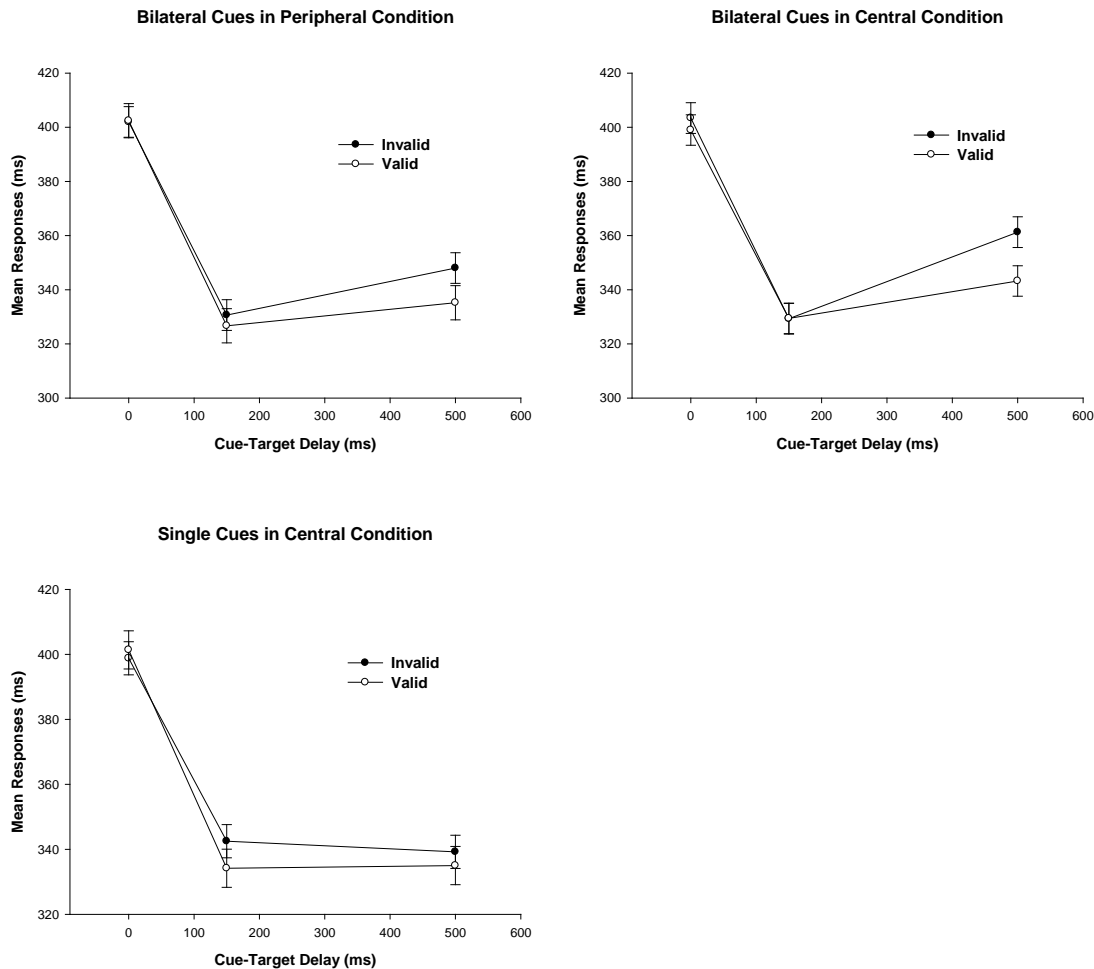 Bilateral Cues in Peripheral Condition
420
400
380
360
340
320
300
Mean Responses (ms)
Invalid
Valid
0 100 200 300 400 500 600
Cue-Target Delay (ms)
Bilateral Cues in Central Condition
420
400
380
360
340
320
300
Mean Responses (ms)
Invalid
Valid
0 100 200 300 400 500 600
Cue-Target Delay (ms)
Single Cues in Central Condition
420
400
380
360
340
320
Mean Responses (ms)
Invalid
Valid
0 100 200 300 400 500 600
Cue-Target Delay (ms)